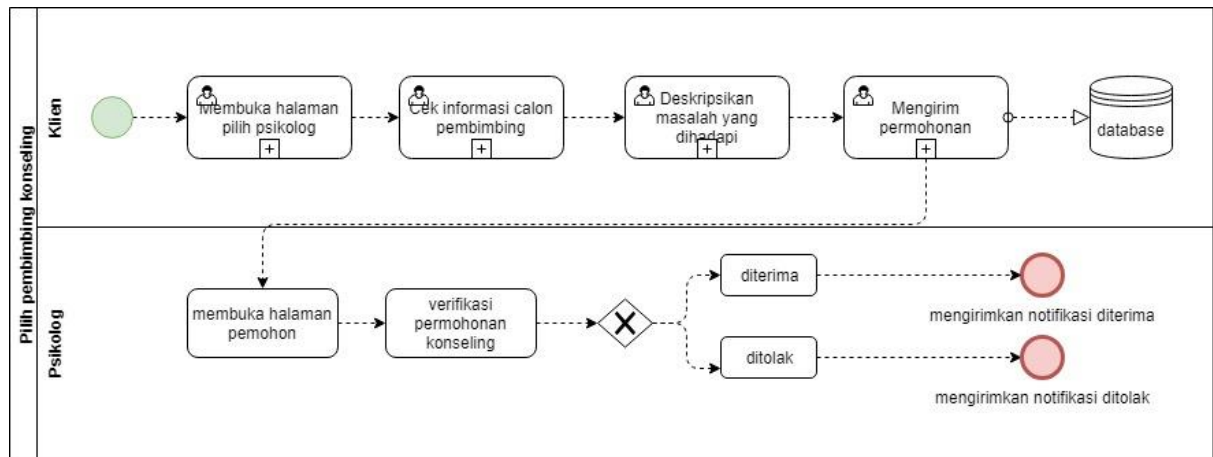 Pilih pembimbing konseling
Klien
Membuka halaman
pilih psikolog
Cek informasi calon
pembimbing
Deskripsikan
masalah yang
dihadapi
Mengirim
permohonan
database
Psikolog
membuka halaman
pemohon
verifikasi
permohonan
konseling
diterima
mengirimkan notifikasi diterima
ditolak
mengirimkan notifikasi ditolak